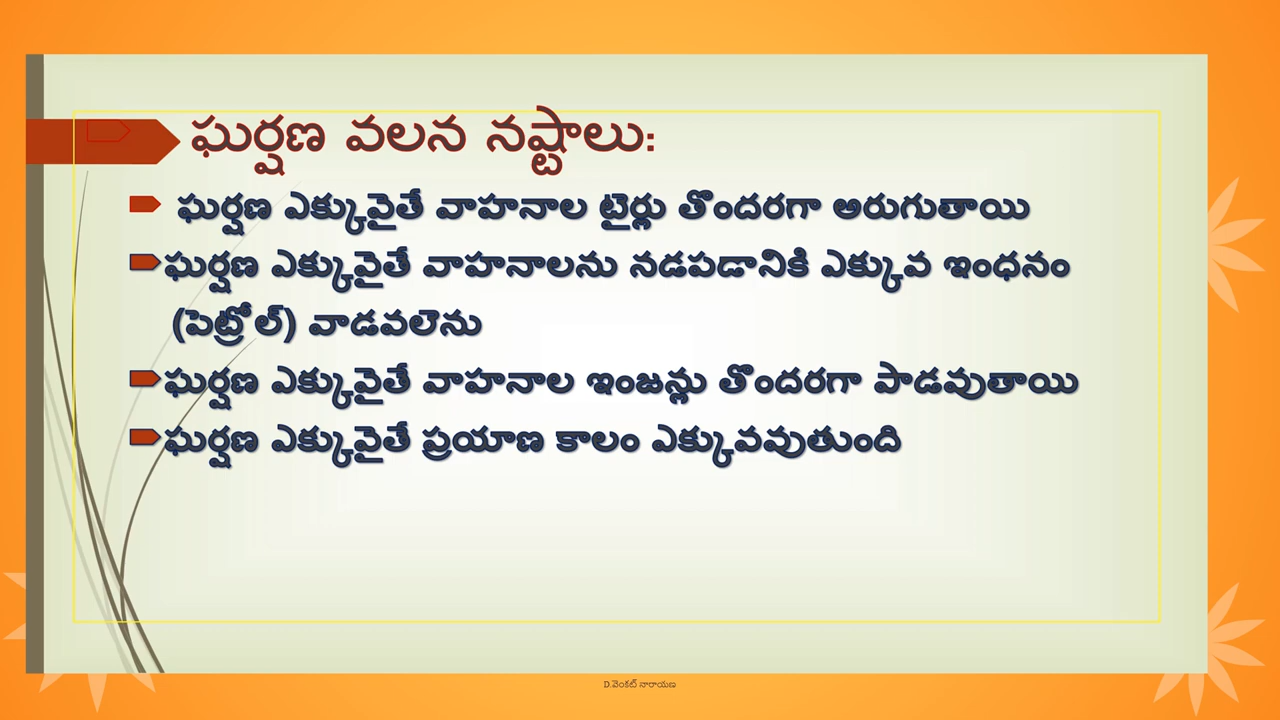 ఘర్షణ వలన నష్టాలు:
ఘర్షణ ఎక్కువైతే వాహనాల టైర్లు తొందరగా అరుగుతాయి
ఘర్షణ ఎక్కువైతే వాహనాలను నడపడానికి ఎక్కువ ఇంధనం
(పెట్రోల్) వాడవలెను
ఘర్షణ ఎక్కువైతే వాహనాల ఇంజన్లు తొందరగా పాడవుతాయి
ఘర్షణ ఎక్కువైతే ప్రయాణ కాలం ఎక్కువవుతుంది
D.వెంకట్ నారాయణ